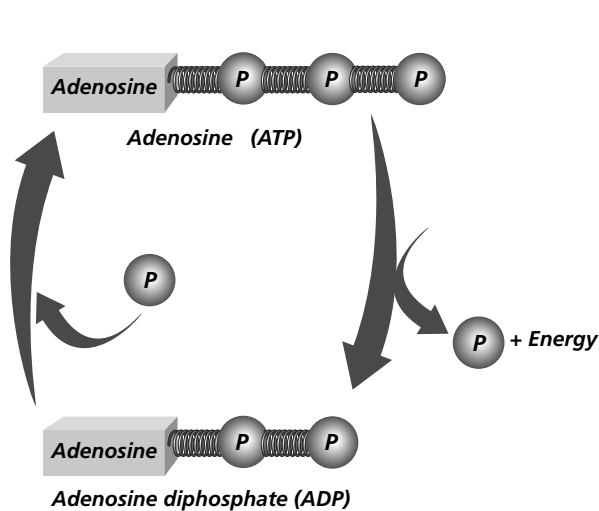 Adenosine P P P
Adenosine (ATP)
P
P + Energy
Adenosine P P
Adenosine diphosphate (ADP)